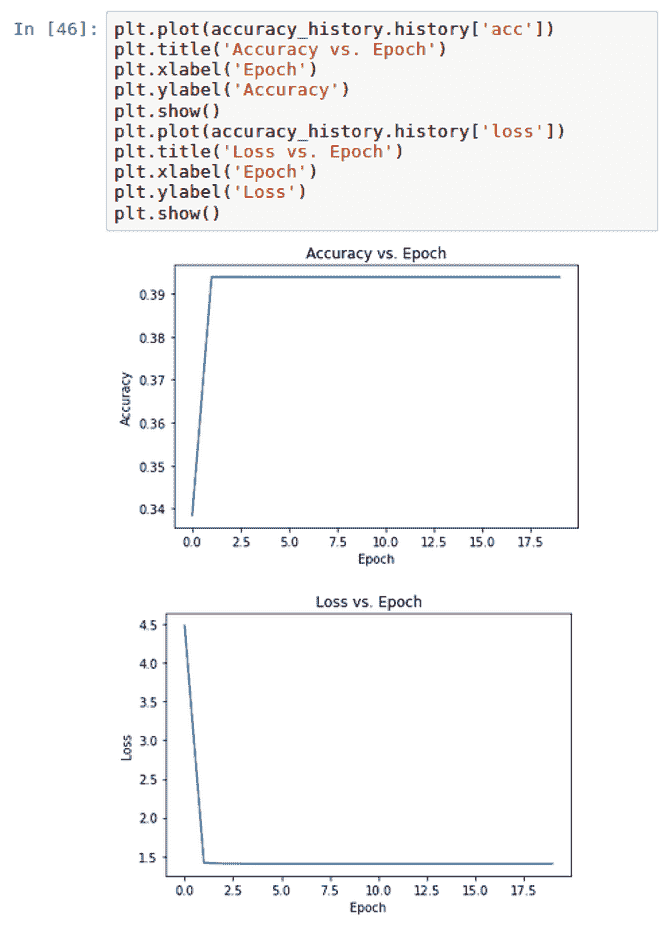 In [46]: plt.plot(accuracy_history.history['acc'])
plt.title('Accuracy vs. Epoch')
plt.xlabel('Epoch')
plt.ylabel('Accuracy')
plt.show()
plt.plot(accuracy_history.history['loss'])
plt.title('Loss vs. Epoch')
plt.xlabel('Epoch')
plt.ylabel('Loss')
plt.show()
Accuracy vs. Epoch
0.39
0.38
0.37
0.36
0.35
0.34
Accuracy
0.0 2.5 5.0 7.5 10.0 12.5 15.0 17.5
Epoch
Loss vs. Epoch
4.5
4.0
3.5
3.0
2.5
2.0
1.5
Loss
0.0 2.5 5.0 7.5 10.0 12.5 15.0 17.5
Epoch